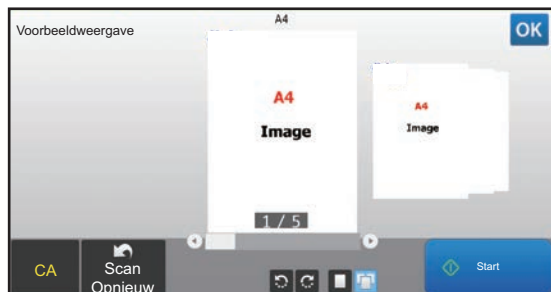 Voorbeeldweergave
A4
OK
A4
Image
A4
Image
1 / 5
CA
Scan
Opnieuw
Start